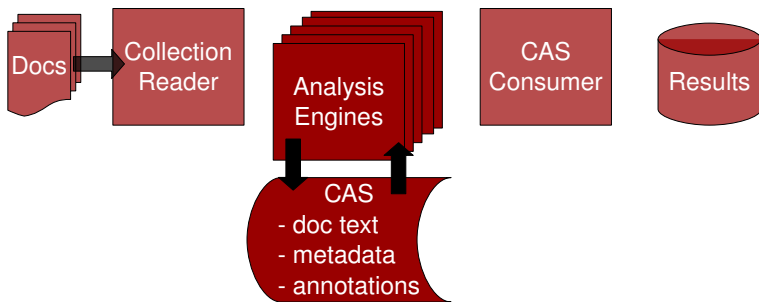 Docs
Collection
Reader
Analysis
Engines
CAS
Consumer
Results
CAS
- doc text
- metadata
- annotations